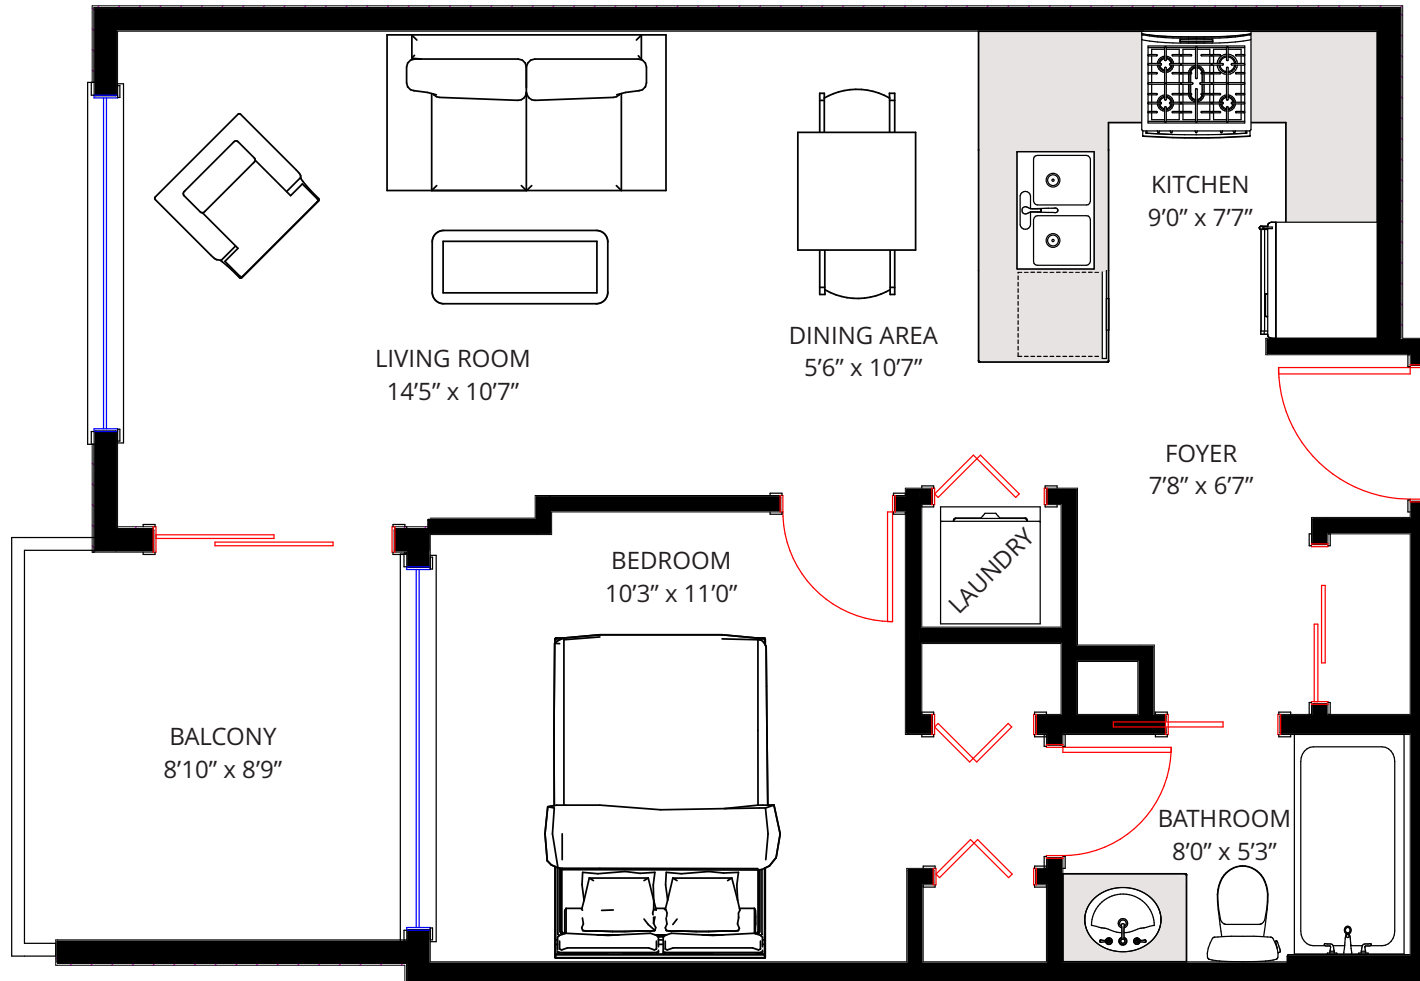 KITCHEN
9’0” x 7’7”
DINING AREA
5’6” x 10’7”
LIVING ROOM
14’5” x 10’7”
FOYER
7’8” x 6’7”
LAUNDRY
BEDROOM
10’3” x 11’0”
BALCONY
8’10” x 8’9”
BATHROOM
8’0” x 5’3”